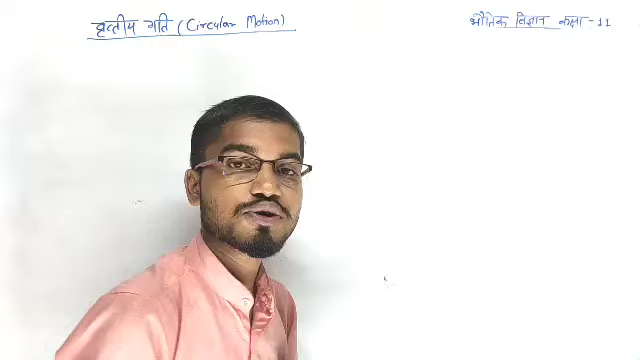 वृत्तीय गति (Circular Motion)
भौतिक विज्ञान कक्षा - 11